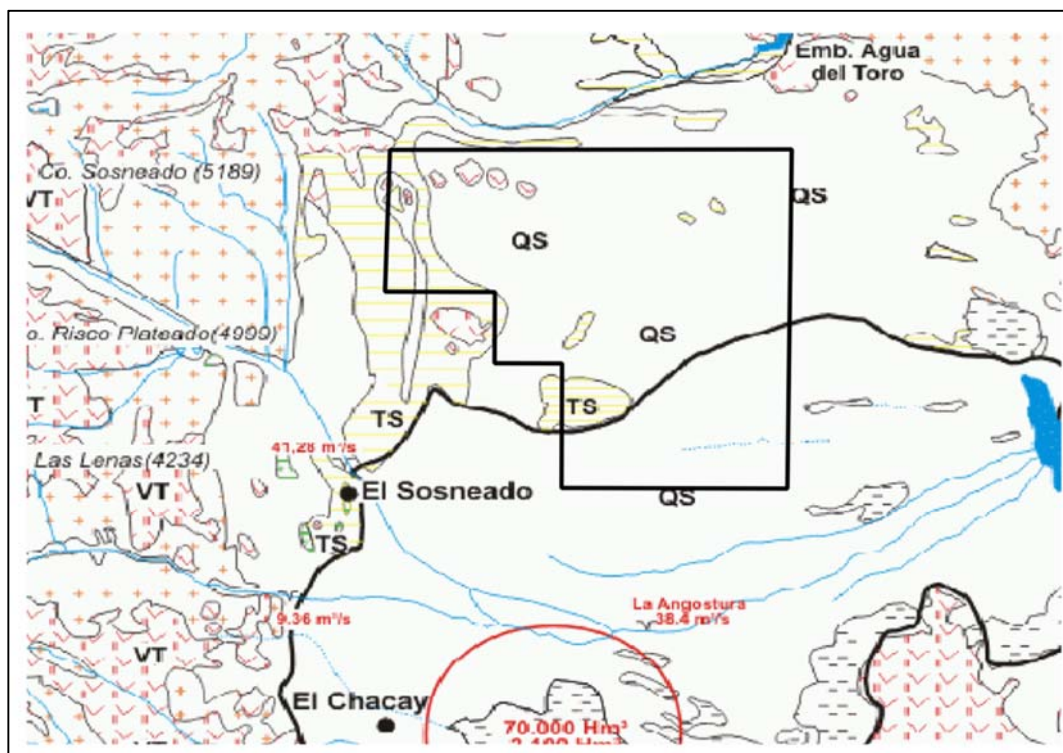 Emb. Agua
del Toro
Co. Sosneado (5189)
VT
QS
QS
o. Risco Plateado(4999)
QS
T
TS
TS
41,28 m³/s
Las Lenas(4234)
VT
El Sosneado
QS
TS
9.36 m³/s
La Angostura
38.4 m³/s
VT
El Chacay
70.000 Hm³